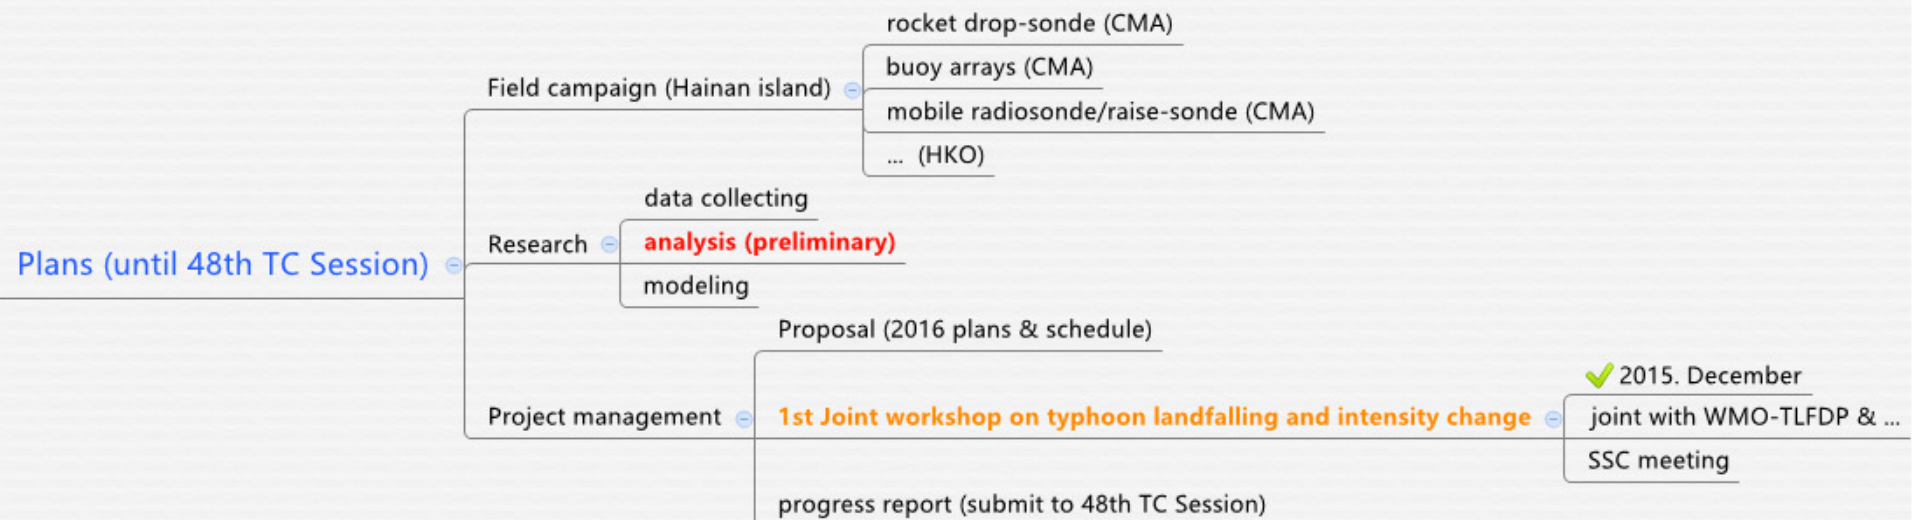 rocket drop-sonde (CMA)
buoy arrays (CMA)
Field campaign (Hainan island)
mobile radiosonde/raise-sonde (CMA)
... (HKO)
data collecting
Research
analysis (preliminary)
Plans (until 48th TC Session)
modeling
Proposal (2016 plans & schedule)
2015. December
Project management
1st Joint workshop on typhoon landfalling and intensity change
joint with WMO-TLFDP & ...
SSC meeting
progress report (submit to 48th TC Session)